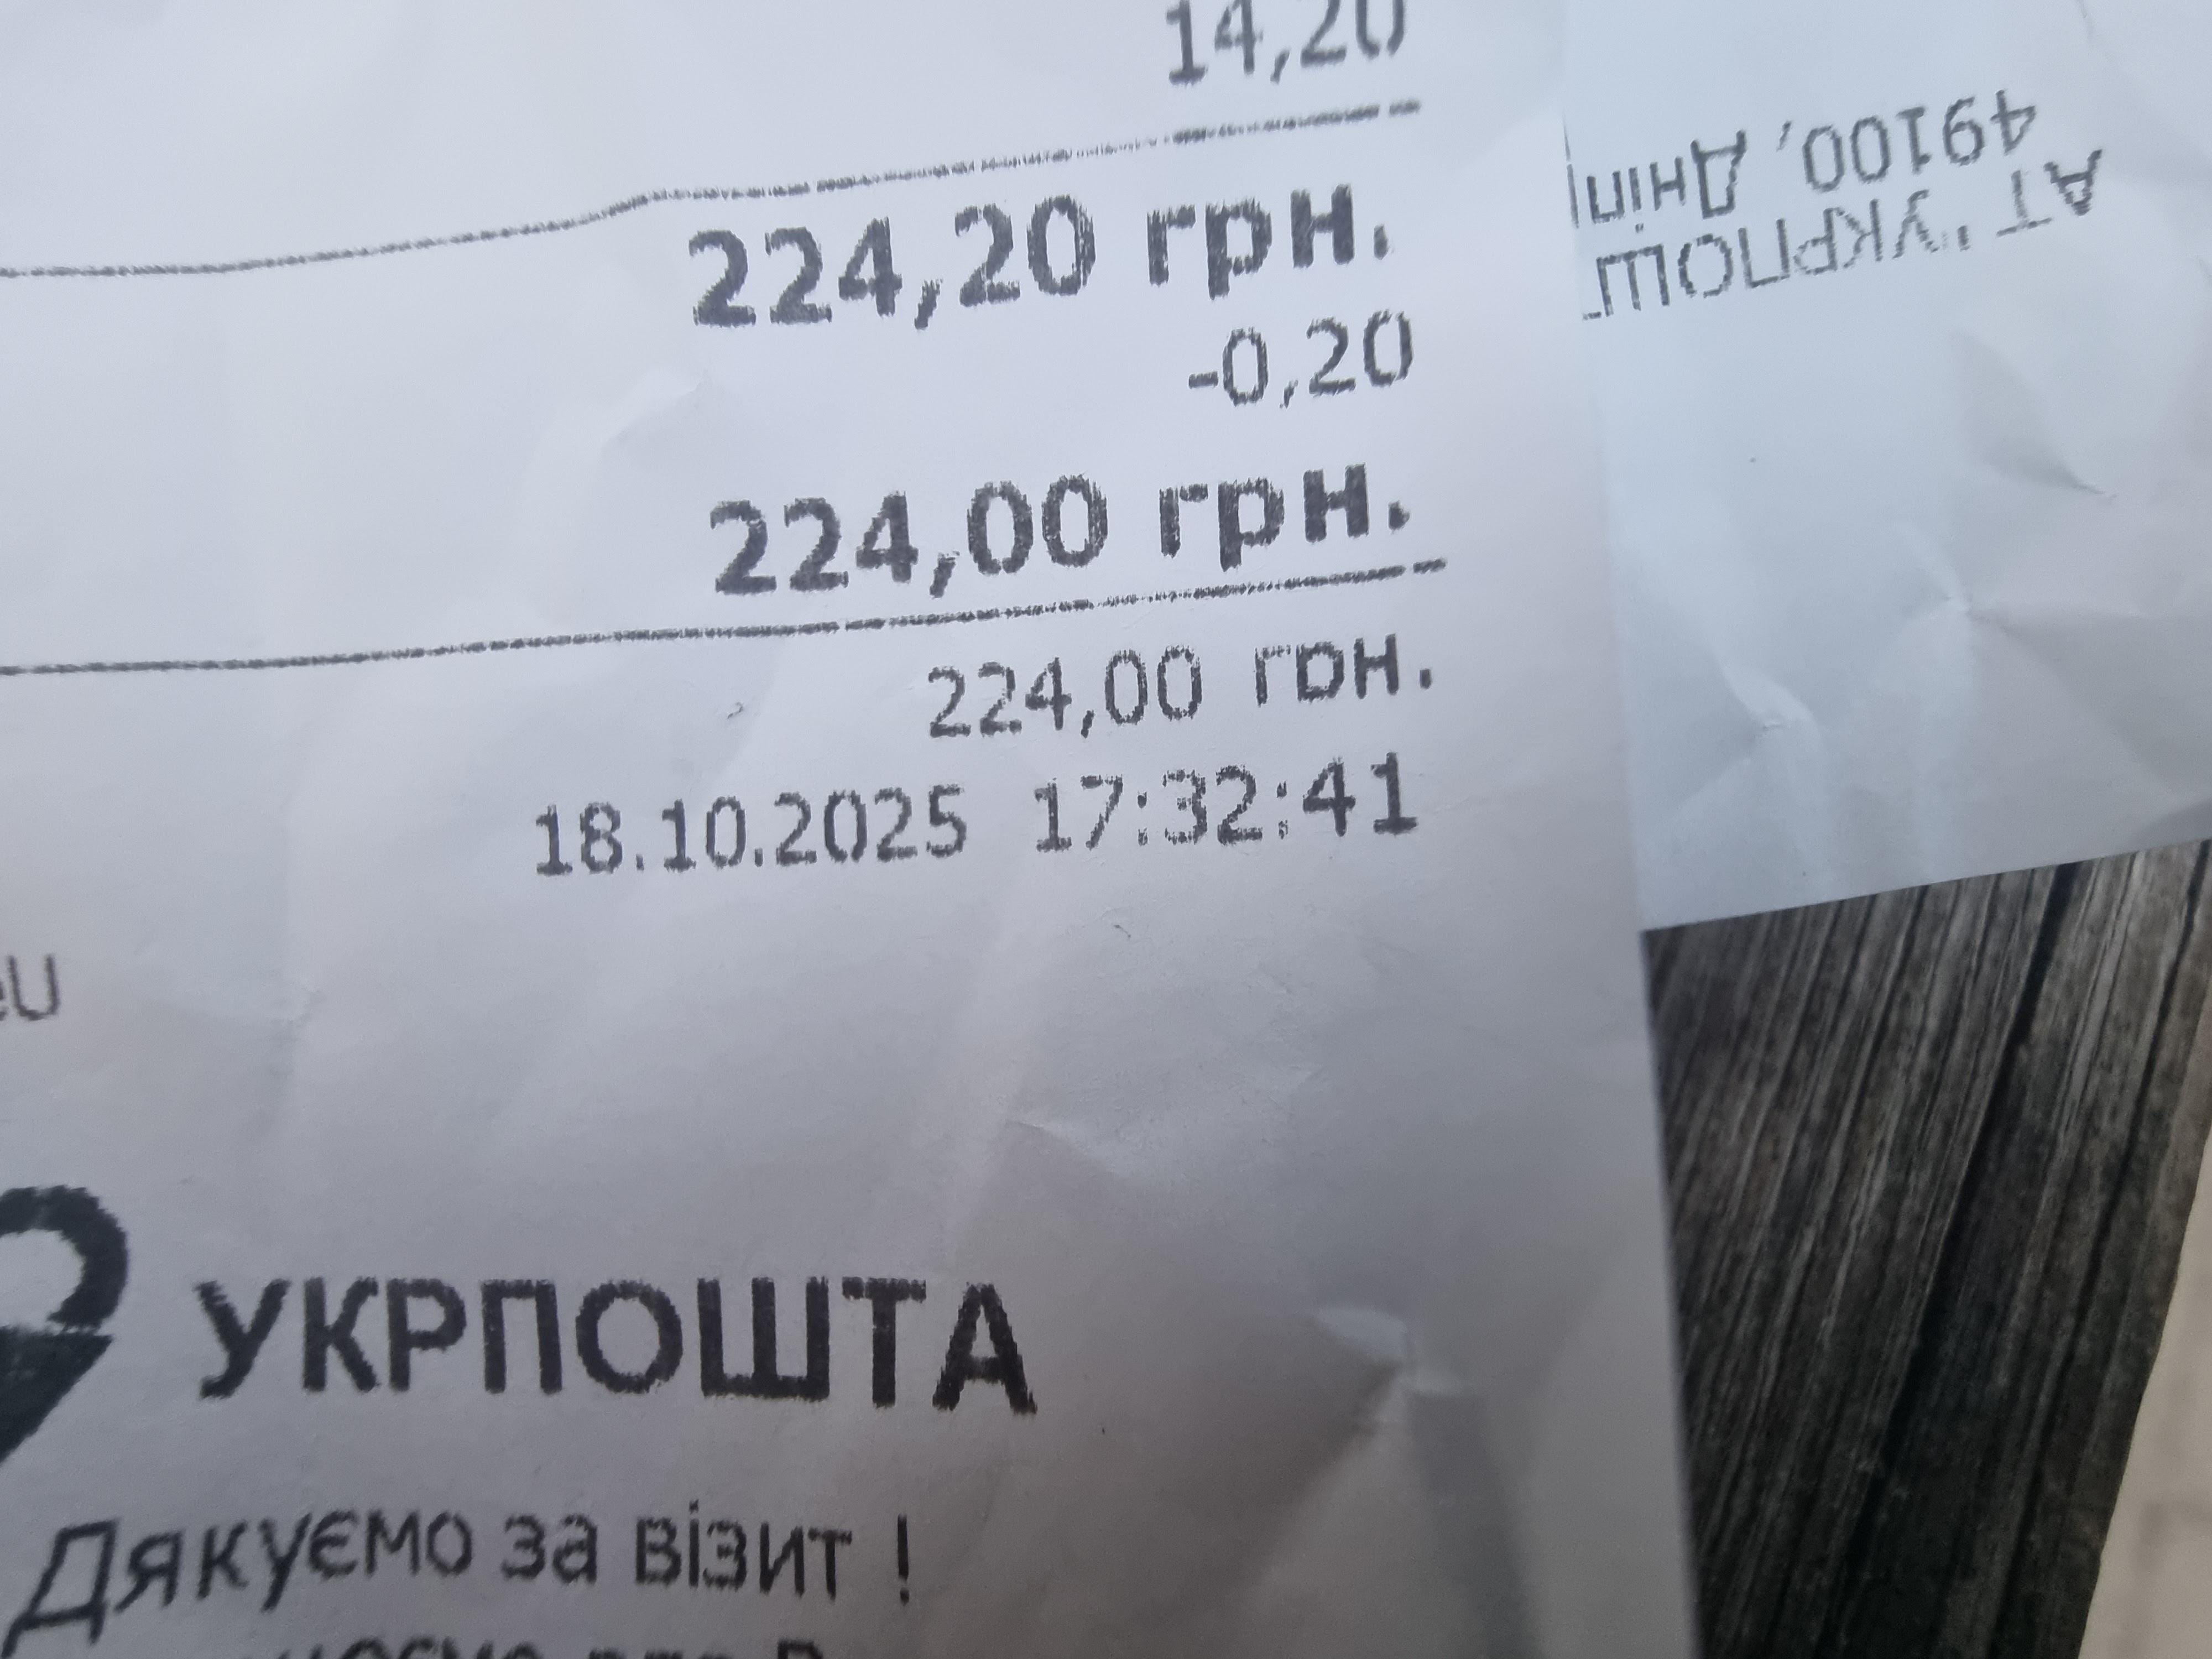 14,20
224,20 грн.
-0,20
224,00 грн.
224,00 грн.
18.10.2025 17:32:41
УКРПОШТА
Дякуємо за візит !
АТ "УКРПОШ
49100, Дніп